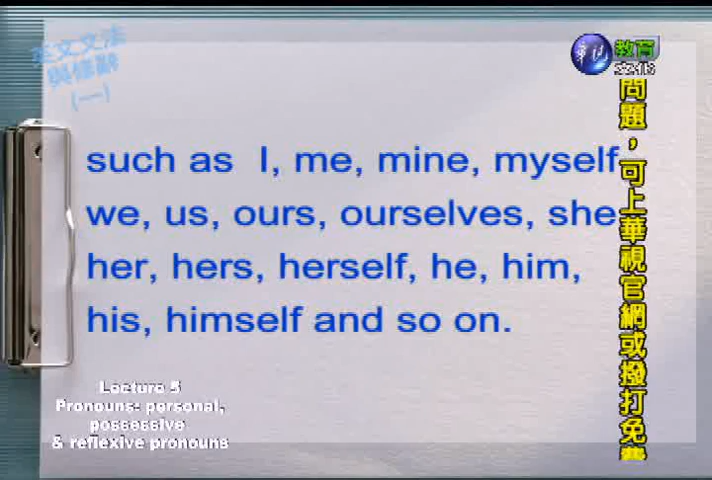 英文文法
與修辭
(一)
華視
教育
文化
such as I, me, mine, myself
we, us, ours, ourselves, she
her, hers, herself, he, him,
his, himself and so on.
問題，可上華視官網或撥打免費
Lecture 5
Pronouns: personal,
possessive
& reflexive pronouns